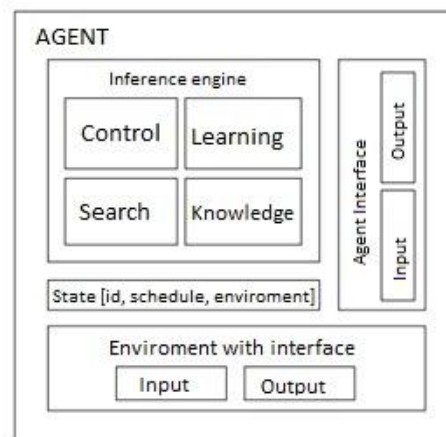 AGENT
Inference engine
Control
Learning
Search
Knowledge
Agent Interface
Output
Input
State [id, schedule, enviroment]
Enviroment with interface
Input
Output